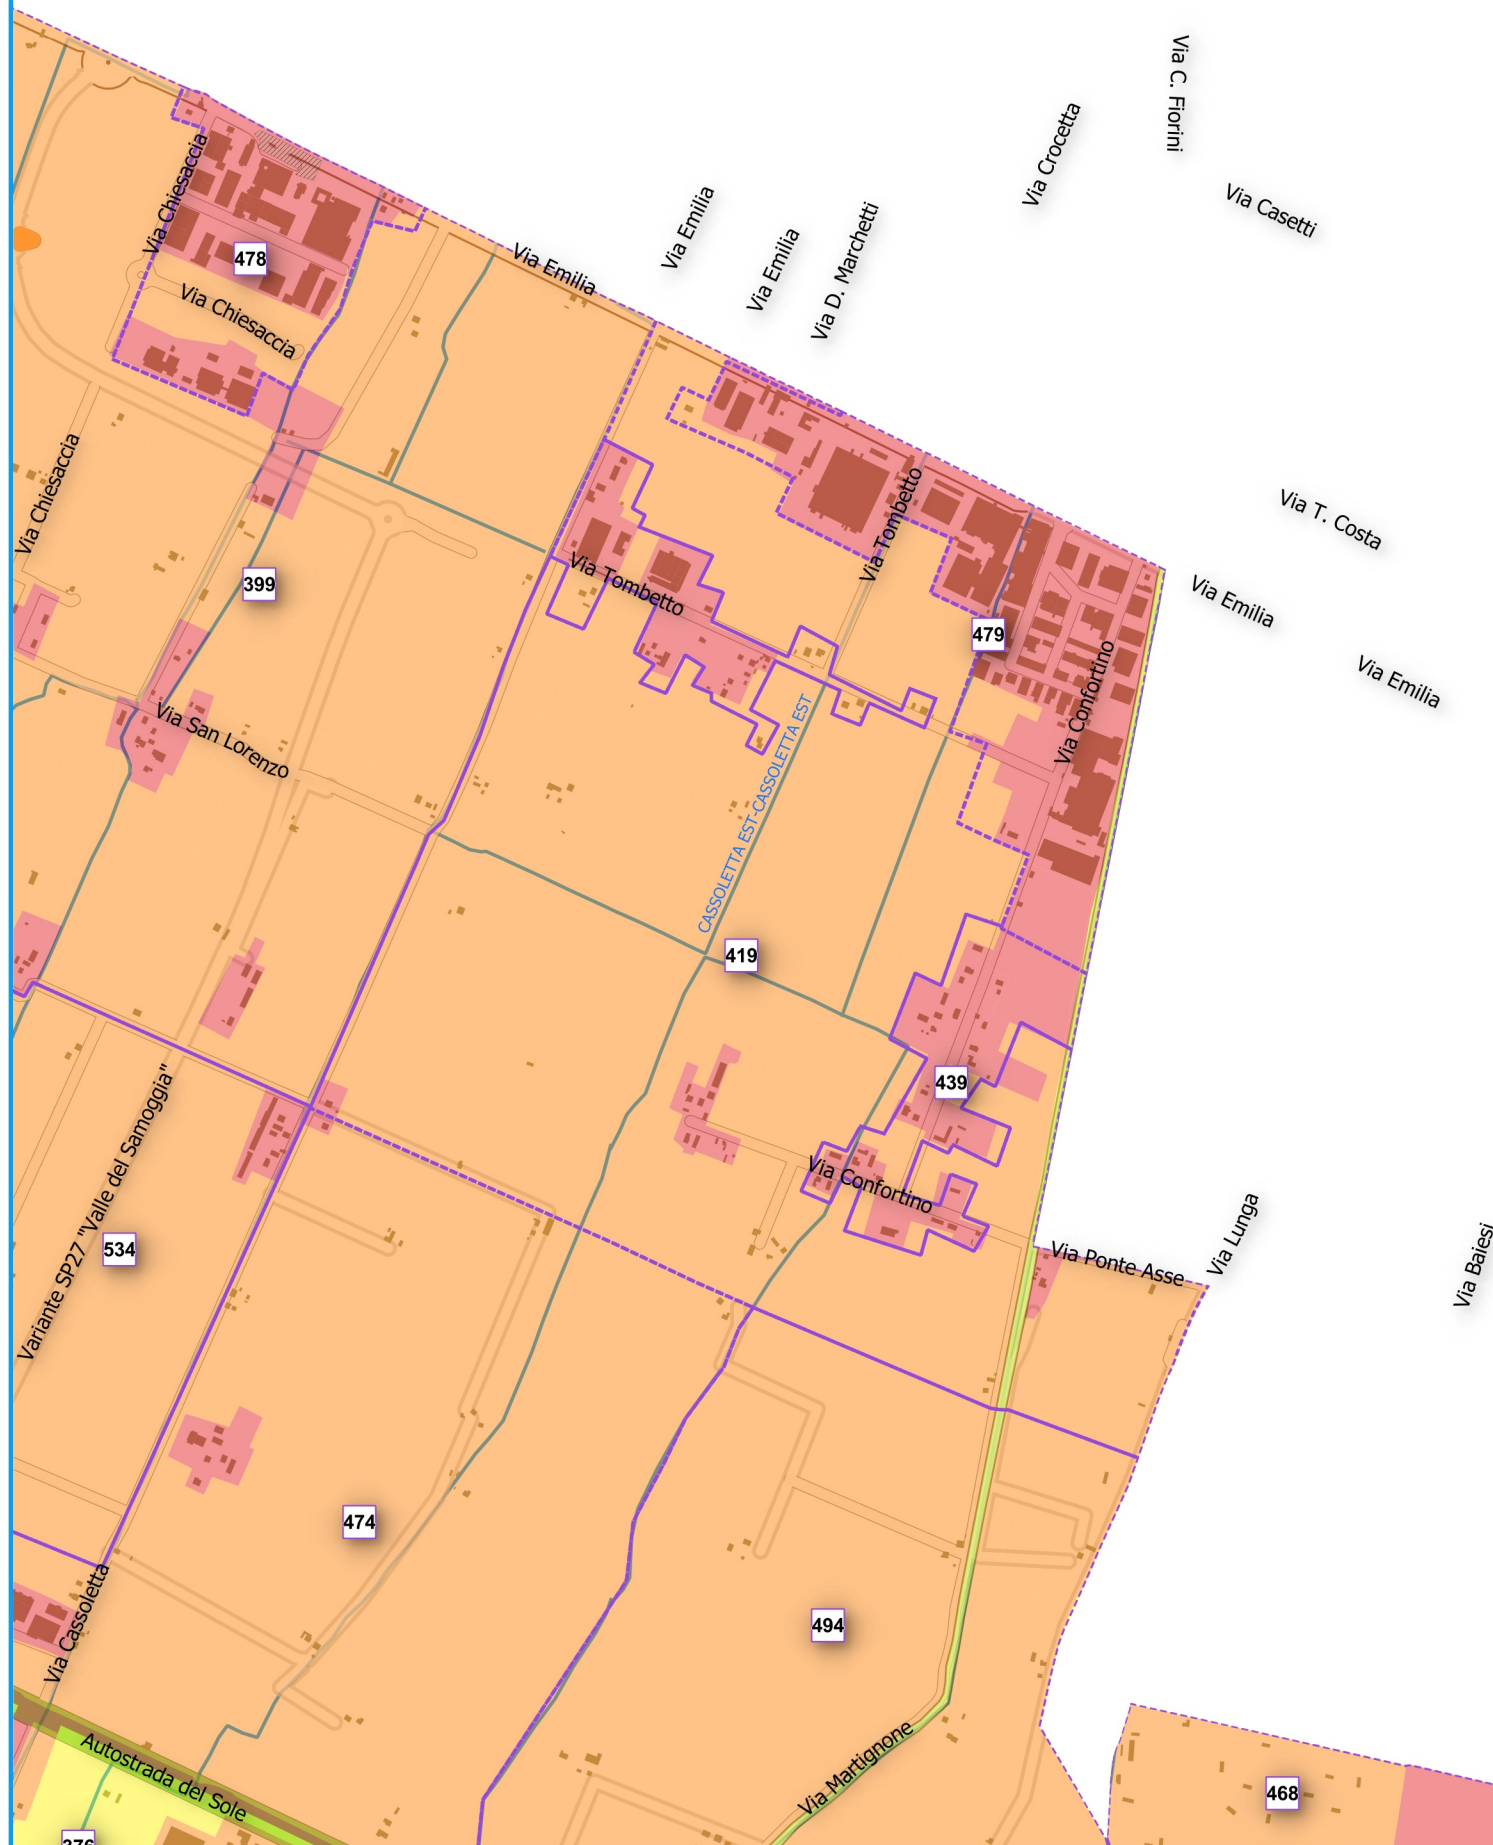 Via C. Fiorini
Via Crocetta
Via Casetti
Via Emilia
Via Emilia
Via D. Marchetti
Via Chiesaccia
478
Via Emilia
Via Chiesaccia
Via Chiesaccia
Via Tombetto
Via T. Costa
399
Via Tombetto
Via Emilia
479
Via Confortino
Via Emilia
Via San Lorenzo
CASSOLETTA EST-CASSOLETTA EST
419
439
Via Confortino
534
Variante SP27 "Valle del Samoggia"
Via Ponte Asse
Via Lunga
Via Baiesi
474
494
Via Cassoletta
Autostrada del Sole
Via Martignone
468